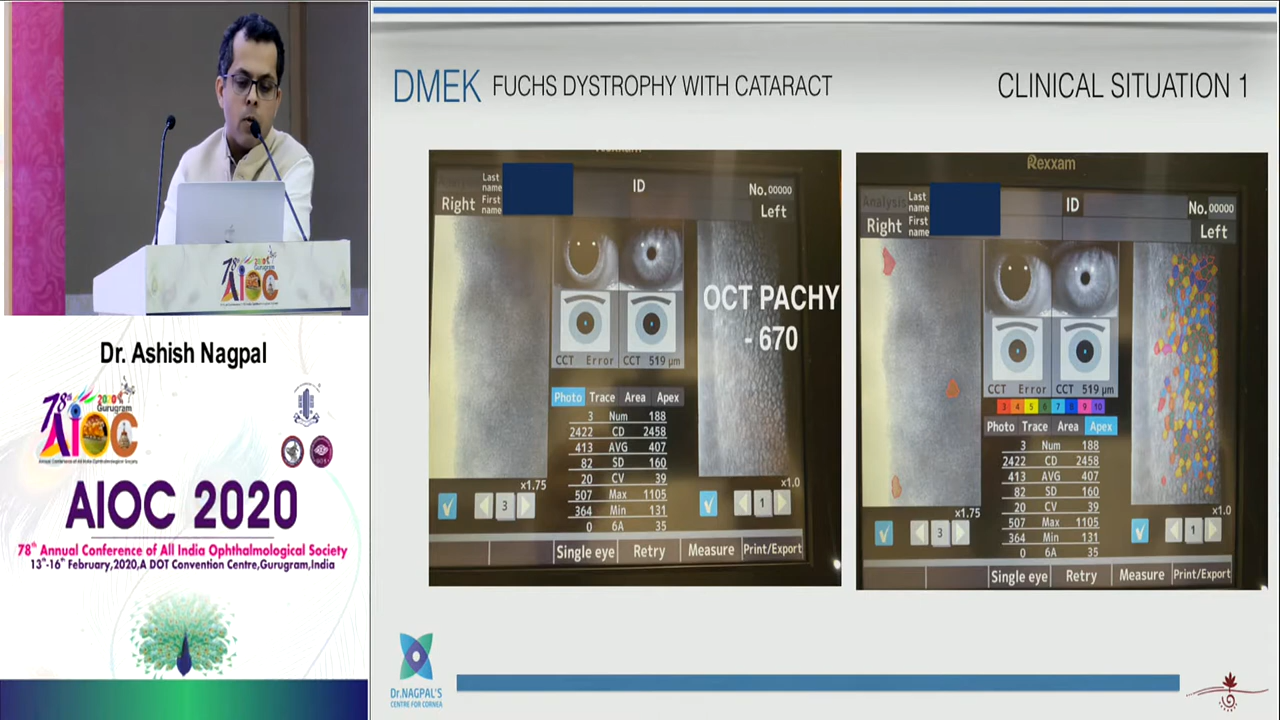 DMEK FUCHS DYSTROPHY WITH CATARACT
CLINICAL SITUATION 1
Rexxam
Last name
ID
No. 00000
Right
First name
Left
OCT PACHY
- 670
CCT Error
CCT 519 µm
Photo Trace Area Apex
3 Num 188
2422 CD 2458
413 AVG 407
82 SD 160
20 CV 39
507 Max 1105
364 Min 131
0 6A 35
x1.75
x1.0
3
1
Single eye Retry Measure Print/Export
Rexxam
Analysis
Last name
ID
No. 00000
Right
First name
Left
CCT Error
CCT 519 µm
3 4 5 6 7 8 9 10
Photo Trace Area Apex
3 Num 188
2422 CD 2458
413 AVG 407
82 SD 160
20 CV 39
507 Max 1105
364 Min 131
0 6A 35
x1.75
x1.0
3
1
Single eye Retry Measure Print/Export
Dr.NAGPAL'S
CENTRE FOR CORNEA
78th AIOC
2020
Gurugram
Dr. Ashish Nagpal
78th 2020
Gurugram
AIOC
AIOC 2020
78th Annual Conference of All India Ophthalmological Society
13th-16th February,2020,A DOT Convention Centre,Gurugram,India